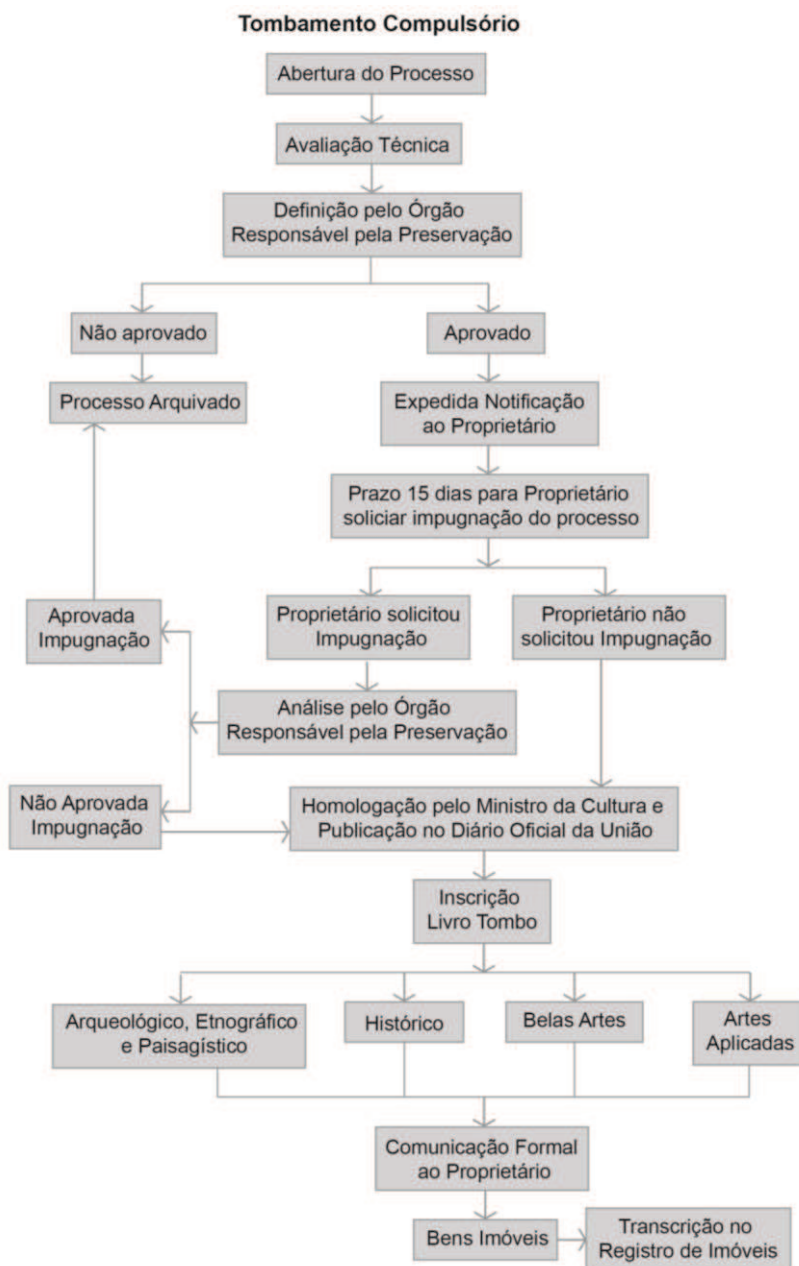 Tombamento Compulsório
Abertura do Processo
Avaliação Técnica
Definição pelo Órgão
Responsável pela Preservação
Não aprovado
Aprovado
Processo Arquivado
Expedida Notificação
ao Proprietário
Prazo 15 dias para Proprietário
soliciar impugnação do processo
Aprovada
Impugnação
Proprietário solicitou
Impugnação
Proprietário não
solicitou Impugnação
Análise pelo Órgão
Responsável pela Preservação
Não Aprovada
Impugnação
Homologação pelo Ministro da Cultura e
Publicação no Diário Oficial da União
Inscrição
Livro Tombo
Arqueológico, Etnográfico
e Paisagístico
Histórico
Belas Artes
Artes
Aplicadas
Comunicação Formal
ao Proprietário
Bens Imóveis
Transcrição no
Registro de Imóveis